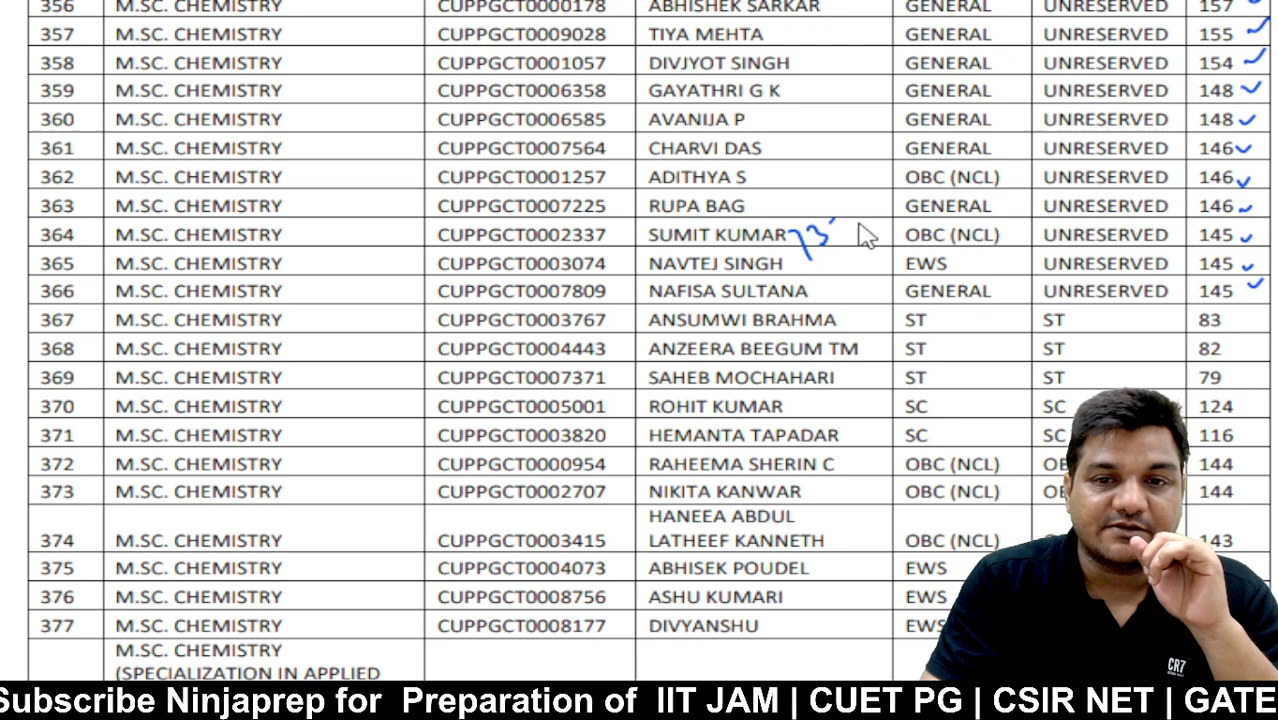 356 M.SC. CHEMISTRY CUPPGCT0000178 ABHISHEK SARKAR GENERAL UNRESERVED 157
357 M.SC. CHEMISTRY CUPPGCT0009028 TIYA MEHTA GENERAL UNRESERVED 155
358 M.SC. CHEMISTRY CUPPGCT0001057 DIVJYOT SINGH GENERAL UNRESERVED 154
359 M.SC. CHEMISTRY CUPPGCT0006358 GAYATHRI G K GENERAL UNRESERVED 148
360 M.SC. CHEMISTRY CUPPGCT0006585 AVANIJA P GENERAL UNRESERVED 148
361 M.SC. CHEMISTRY CUPPGCT0007564 CHARVI DAS GENERAL UNRESERVED 146
362 M.SC. CHEMISTRY CUPPGCT0001257 ADITHYA S OBC (NCL) UNRESERVED 146
363 M.SC. CHEMISTRY CUPPGCT0007225 RUPA BAG GENERAL UNRESERVED 146
364 M.SC. CHEMISTRY CUPPGCT0002337 SUMIT KUMAR OBC (NCL) UNRESERVED 145
365 M.SC. CHEMISTRY CUPPGCT0003074 NAVTEJ SINGH EWS UNRESERVED 145
366 M.SC. CHEMISTRY CUPPGCT0007809 NAFISA SULTANA GENERAL UNRESERVED 145
367 M.SC. CHEMISTRY CUPPGCT0003767 ANSUMWI BRAHMA ST ST 83
368 M.SC. CHEMISTRY CUPPGCT0004443 ANZEERA BEEGUM TM ST ST 82
369 M.SC. CHEMISTRY CUPPGCT0007371 SAHEB MOCHAHARI ST ST 79
370 M.SC. CHEMISTRY CUPPGCT0005001 ROHIT KUMAR SC SC 124
371 M.SC. CHEMISTRY CUPPGCT0003820 HEMANTA TAPADAR SC SC 116
372 M.SC. CHEMISTRY CUPPGCT0000954 RAHEEMA SHERIN C OBC (NCL) 144
373 M.SC. CHEMISTRY CUPPGCT0002707 NIKITA KANWAR OBC (NCL) 144
HANEEA ABDUL
374 M.SC. CHEMISTRY CUPPGCT0003415 LATHEEF KANNETH OBC (NCL) 143
375 M.SC. CHEMISTRY CUPPGCT0004073 ABHISEK POUDEL EWS
376 M.SC. CHEMISTRY CUPPGCT0008756 ASHU KUMARI EWS
377 M.SC. CHEMISTRY CUPPGCT0008177 DIVYANSHU EWS
M.SC. CHEMISTRY
(SPECIALIZATION IN APPLIED
CR7
Subscribe Ninjaprep for Preparation of IIT JAM | CUET PG | CSIR NET | GATE